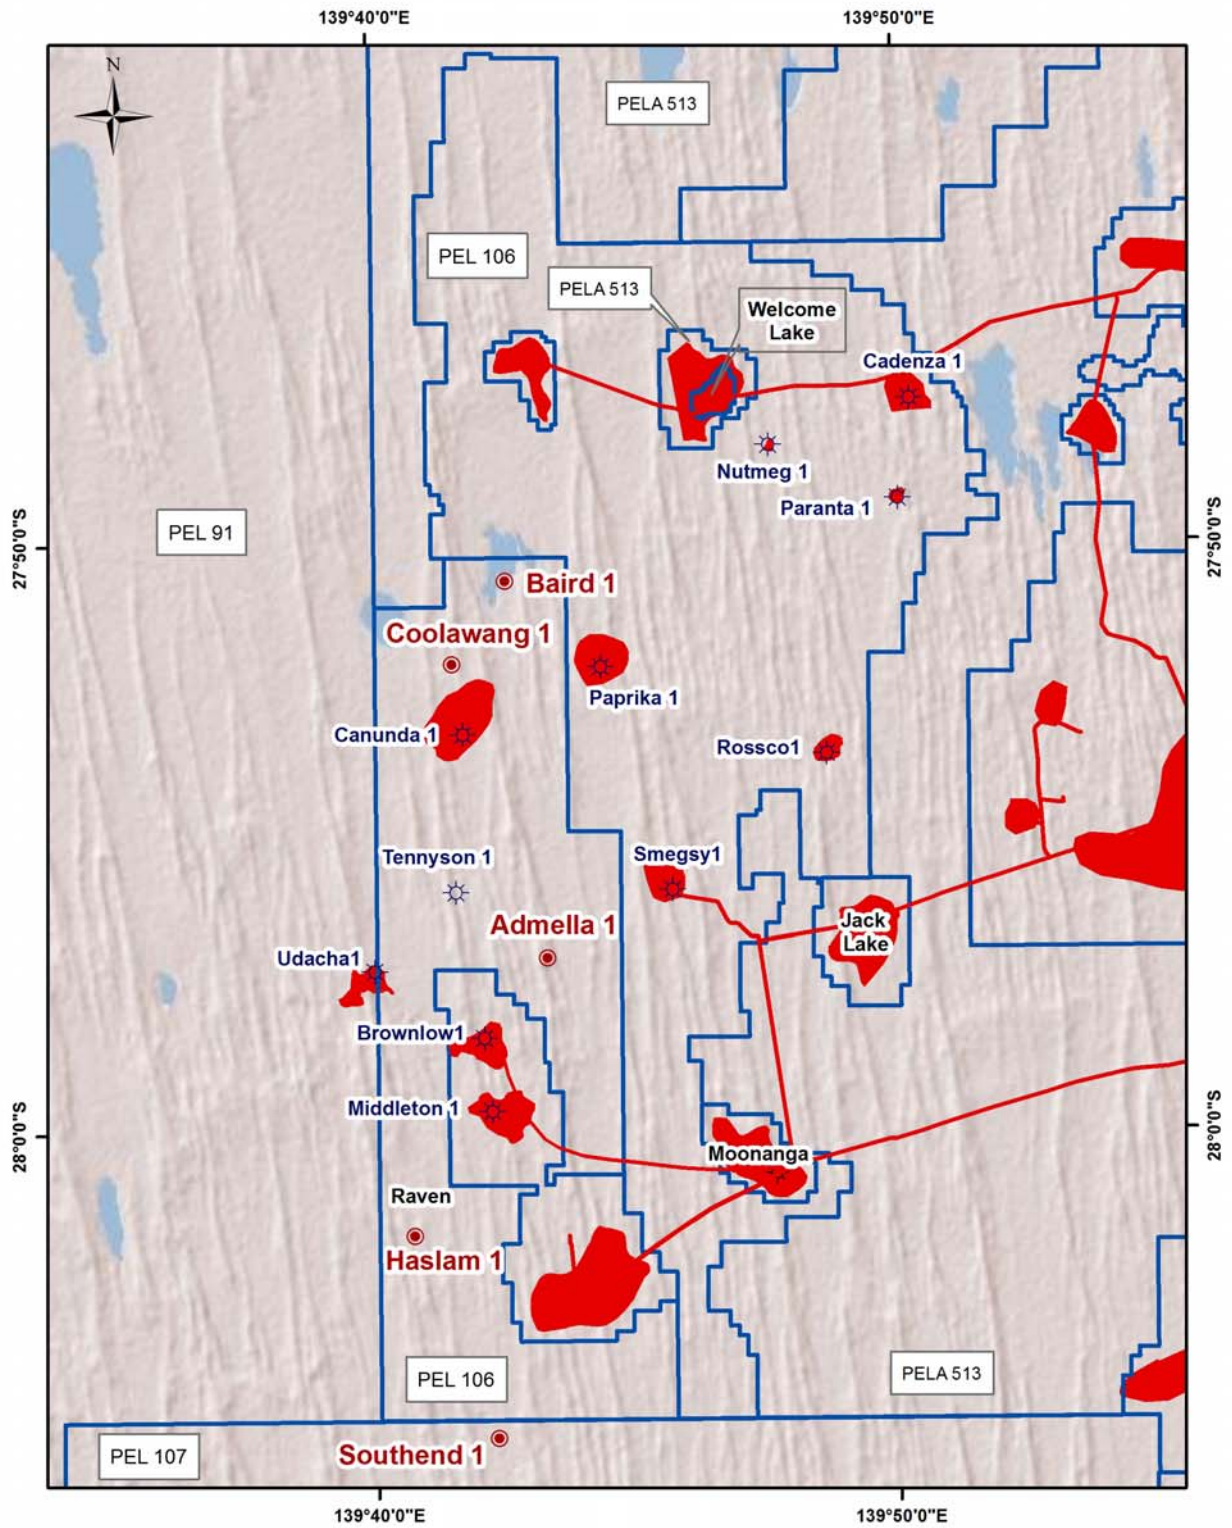 139°40'0"E
139°50'0"E
N
PELA 513
PEL 106
PELA 513
Welcome
Lake
Cadenza 1
Nutmeg 1
Paranta 1
PEL 91
27°50'0"S
27°50'0"S
Baird 1
Coolawang 1
Paprika 1
Canunda 1
Rossco1
Tennyson 1
Smegsy1
Admella 1
Jack
Lake
Udacha1
Brownlow1
Middleton 1
28°0'0"S
28°0'0"S
Moonanga
Raven
Haslam 1
PEL 106
PELA 513
PEL 107
Southend 1
139°40'0"E
139°50'0"E